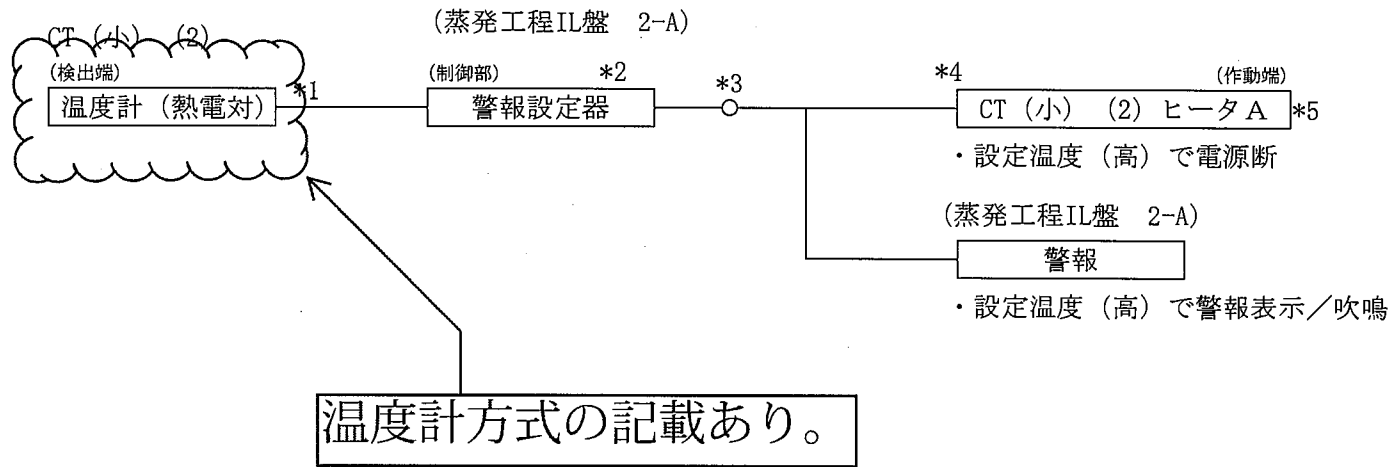 (蒸発工程IL盤 2-A)
CT (小) (2)
(検出端)
温度計 (熱電対)
*1
(制御部)
*2
警報設定器
*3
*4
(作動端)
CT (小) (2) ヒータA
*5
・設定温度 (高) で電源断
(蒸発工程IL盤 2-A)
警報
・設定温度 (高) で警報表示/吹鳴
温度計方式の記載あり。